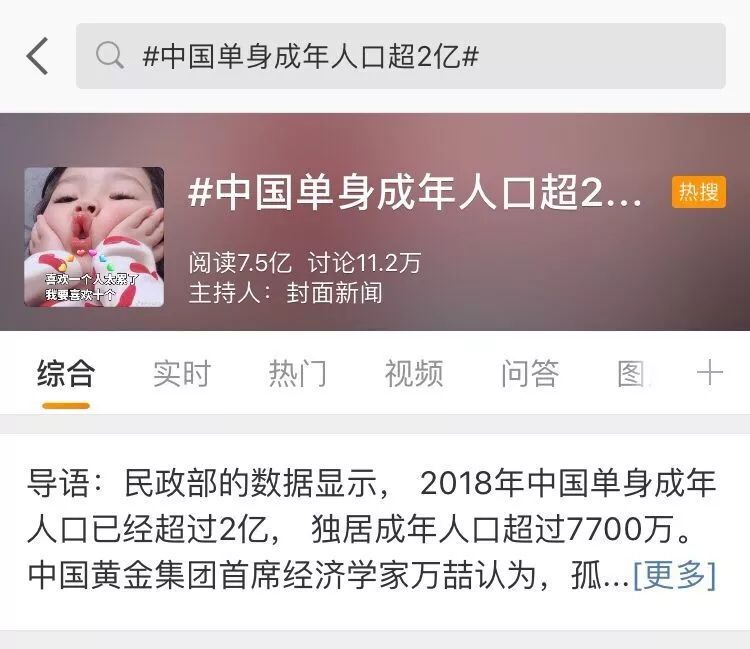 #中国单身成年人口超2亿#
#中国单身成年人口超2...
热搜
阅读7.5亿 讨论11.2万
主持人：封面新闻
喜欢一个人太累了
我要喜欢十个
综合 实时 热门 视频 问答 图
导语：民政部的数据显示， 2018年中国单身成年
人口已经超过2亿， 独居成年人口超过7700万。
中国黄金集团首席经济学家万喆认为，孤...[更多]